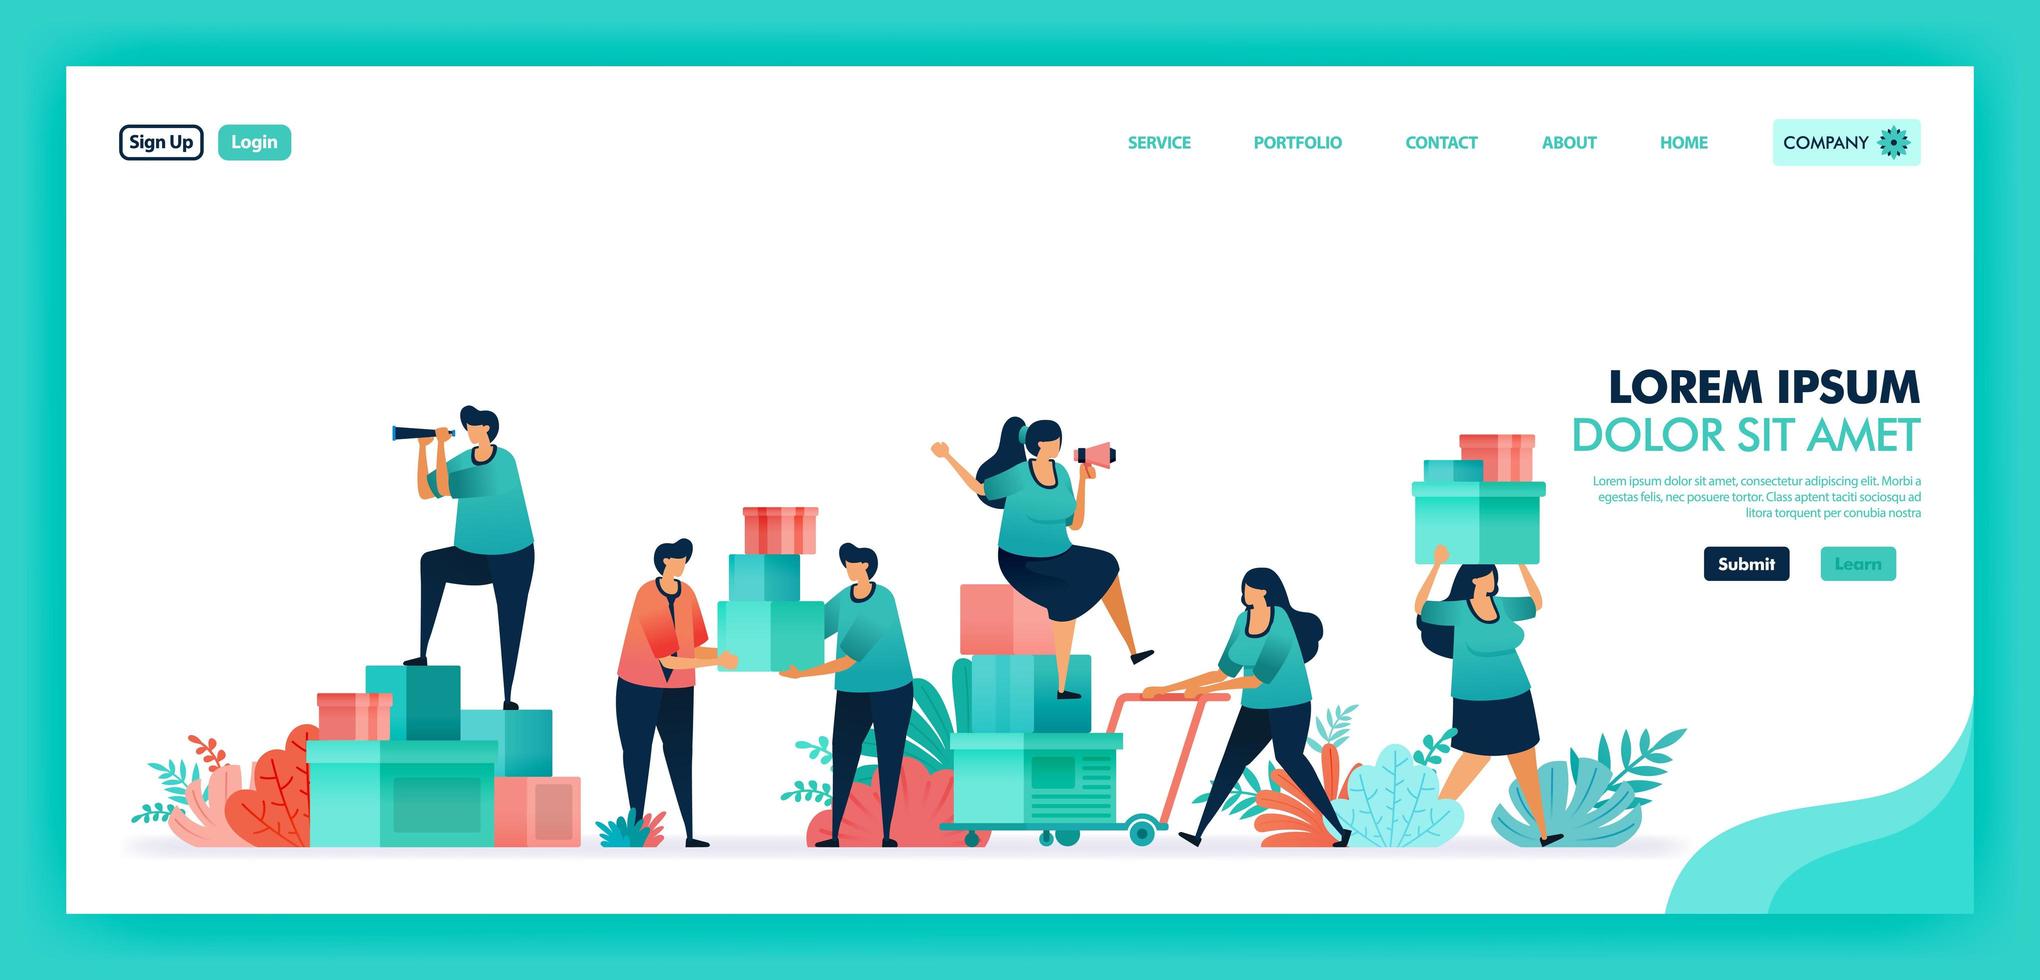 Sign Up
Login
SERVICE
PORTFOLIO
CONTACT
ABOUT
HOME
COMPANY
LOREM IPSUM
DOLOR SIT AMET
Lorem ipsum dolor sit amet, consectetur adipiscing elit. Morbi a
egestas felis, nec posuere tortor. Class aptent taciti sociosqu ad
litora torquent per conubia nostra
Submit
Learn